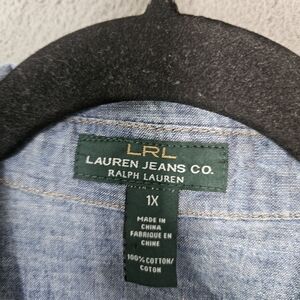 LRL
LAUREN JEANS CO.
RALPH LAUREN
1X
MADE IN
CHINA
FABRIQUE EN
CHINE
100% COTTON/
COTON